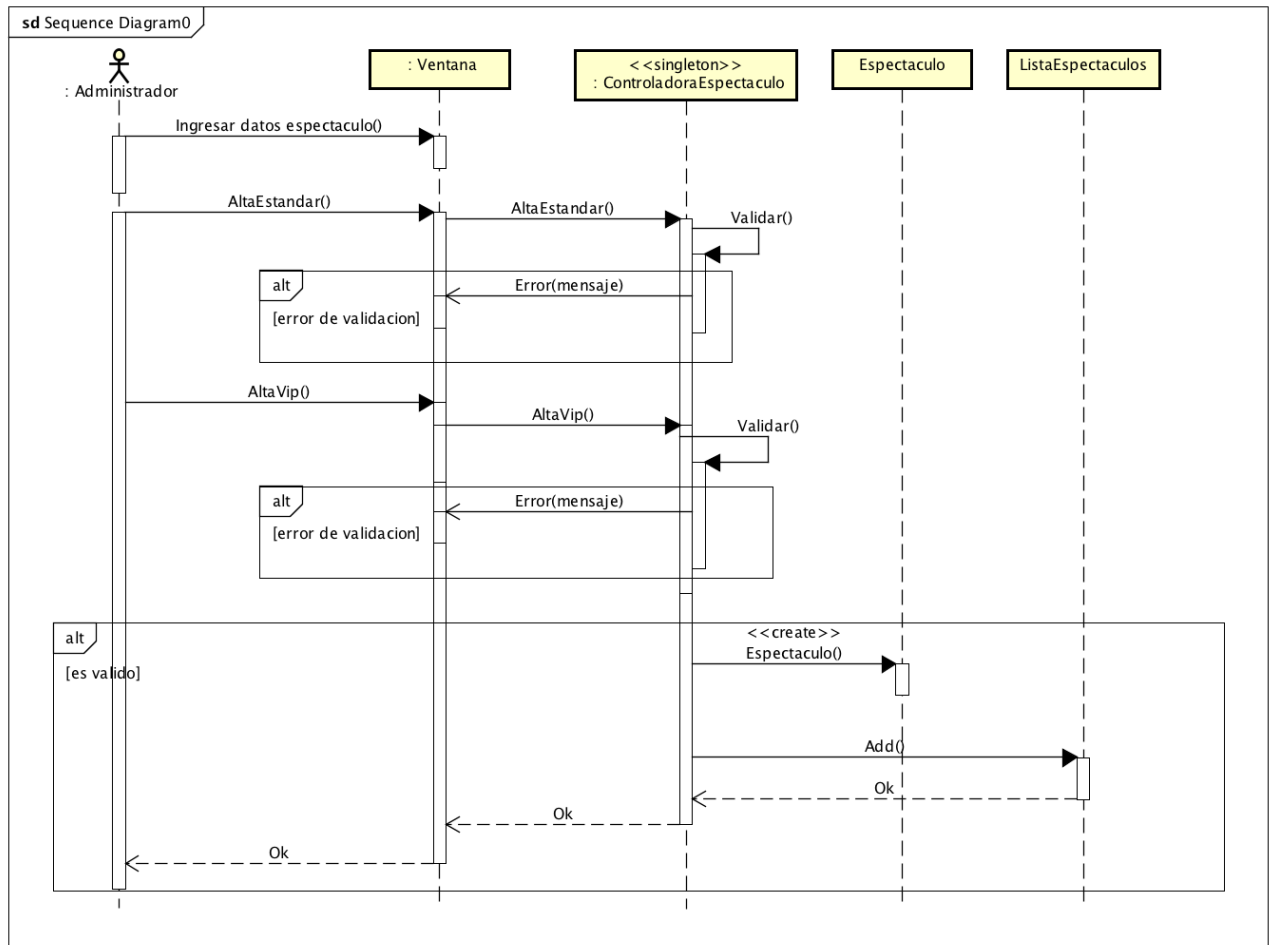 sd Sequence Diagram0
: Administrador
: Ventana
<<singleton>>
: ControladoraEspectaculo
Espectaculo
ListaEspectaculos
Ingresar datos espectaculo()
AltaEstandar()
AltaEstandar()
Validar()
alt
Error(mensaje)
[error de validacion]
AltaVip()
AltaVip()
Validar()
alt
Error(mensaje)
[error de validacion]
alt
<<create>>
Espectaculo()
[es valido]
Add()
Ok
Ok
Ok